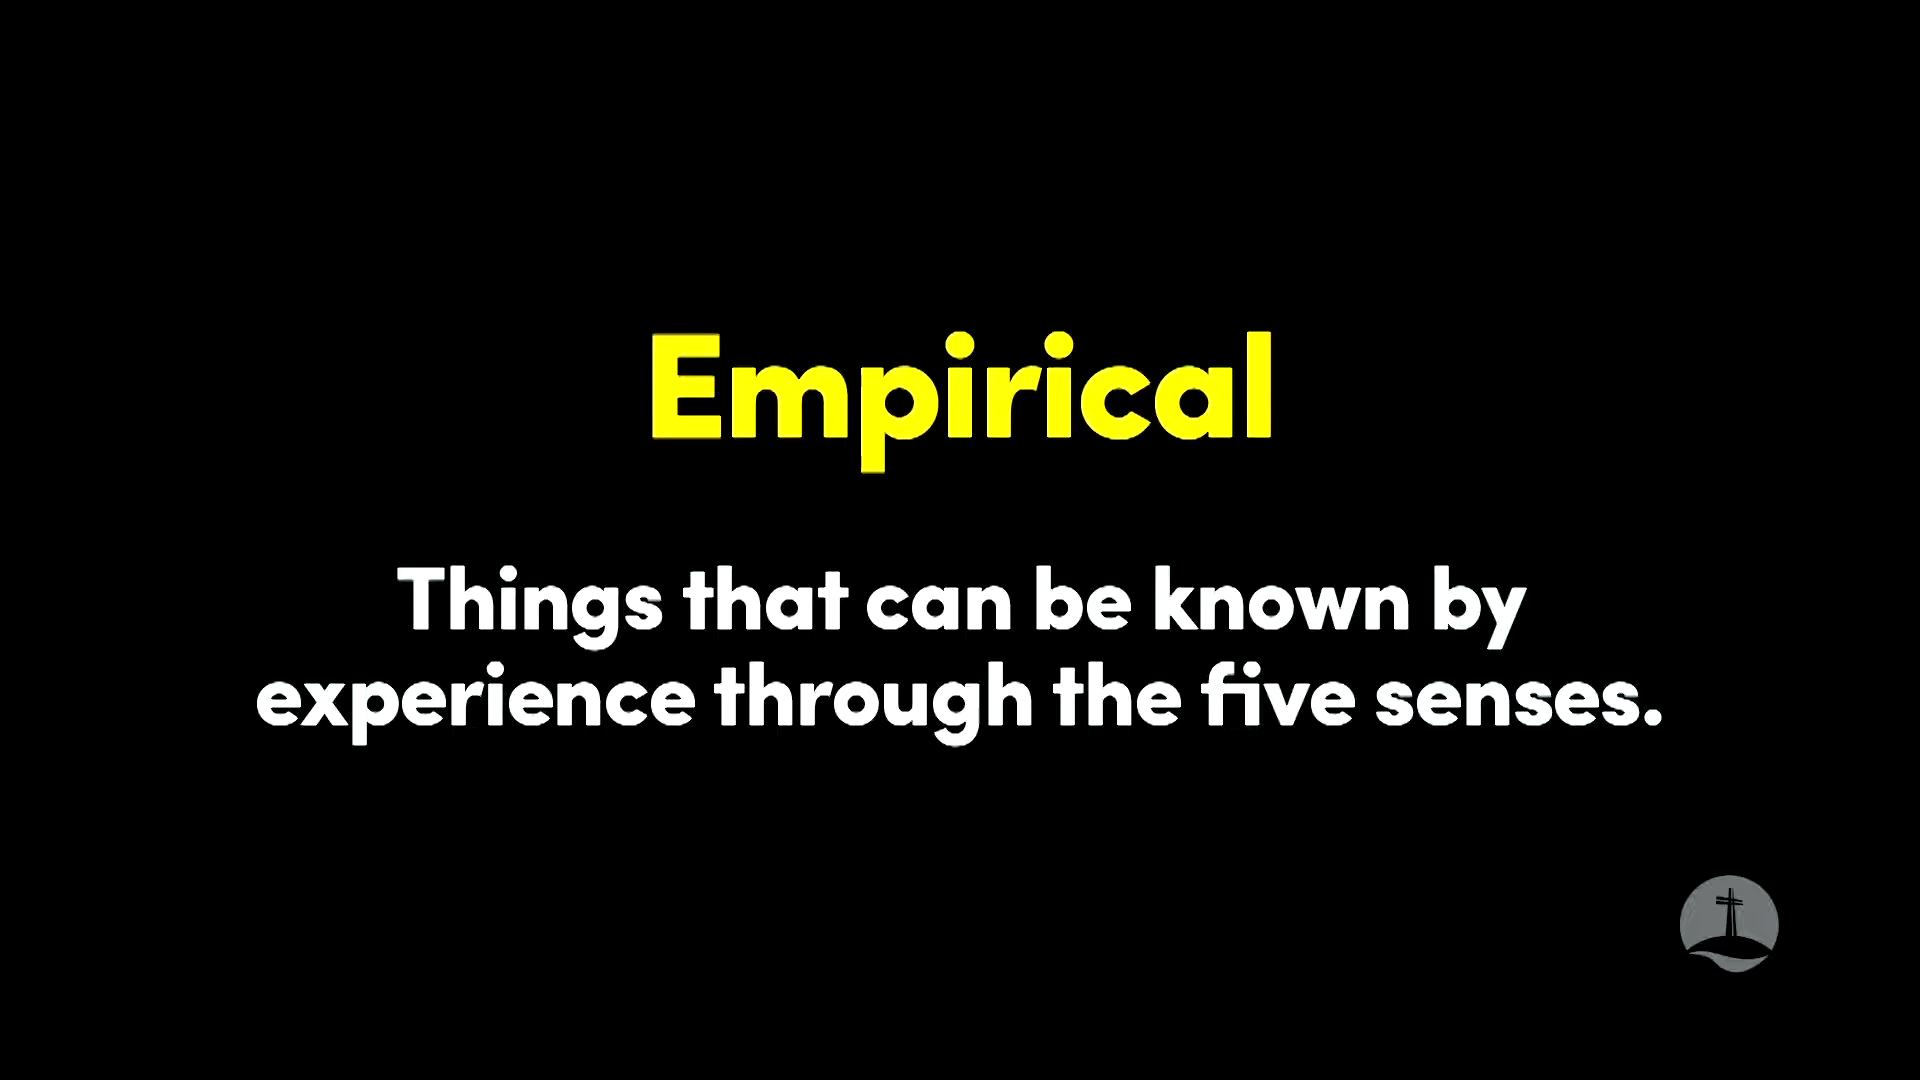 Empirical
Things that can be known by
experience through the five senses.